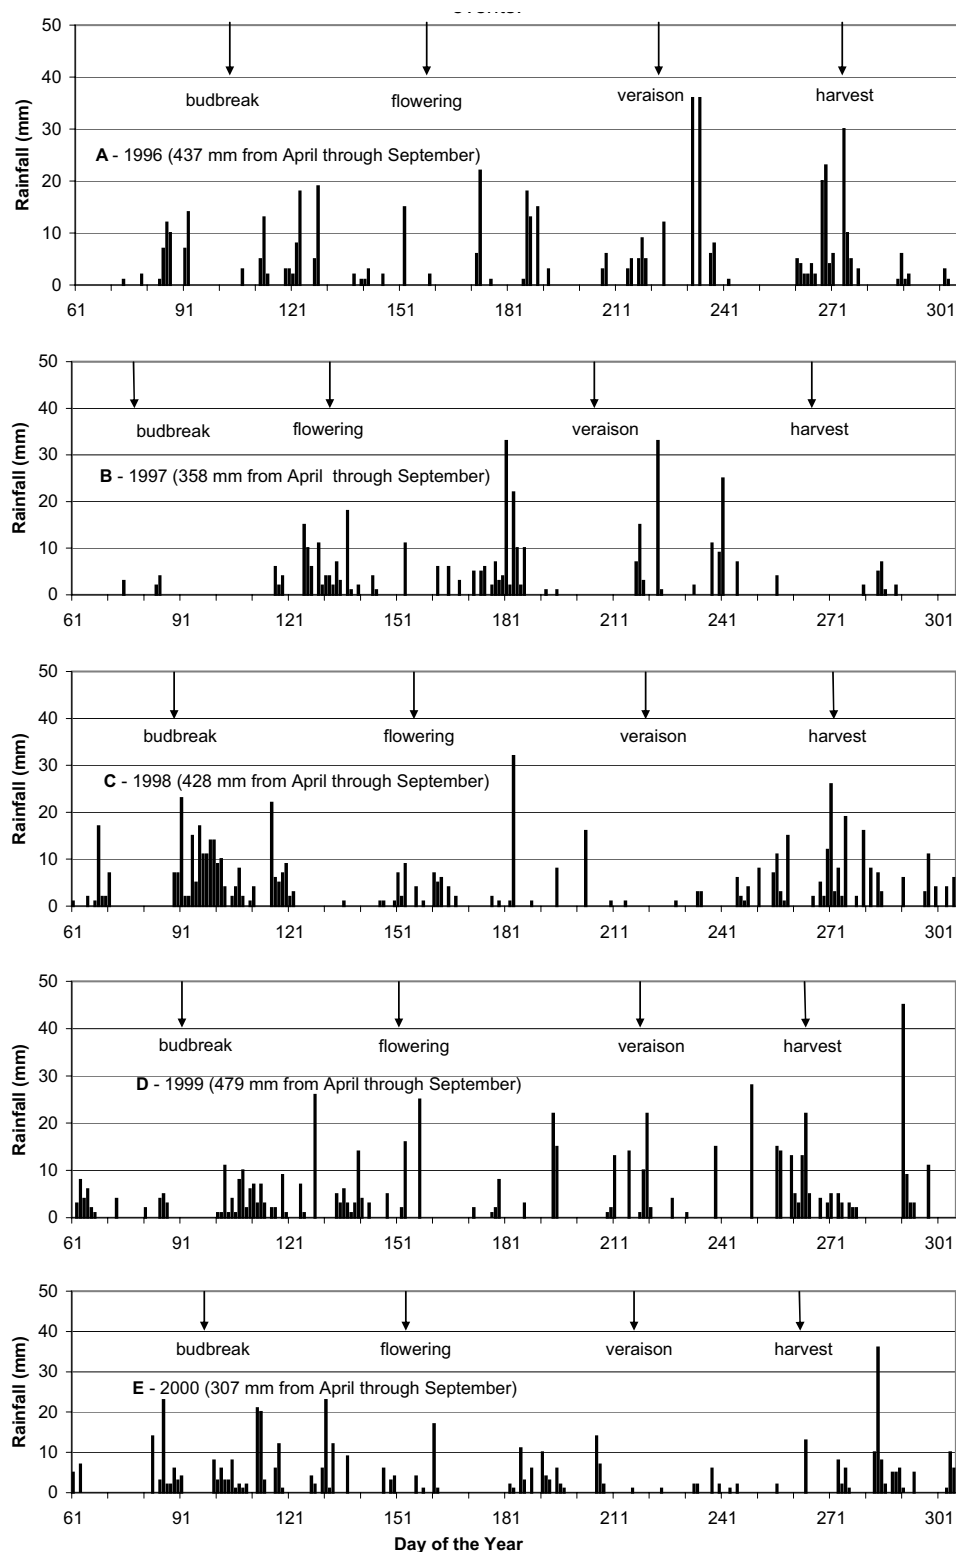 50
40
30
20
10
0
Rainfall (mm)
budbreak
flowering
veraison
harvest
A - 1996 (437 mm from April through September)
61 91 121 151 181 211 241 271 301
50
40
30
20
10
0
Rainfall (mm)
budbreak
flowering
veraison
harvest
B - 1997 (358 mm from April through September)
61 91 121 151 181 211 241 271 301
50
40
30
20
10
0
Rainfall (mm)
budbreak
flowering
veraison
harvest
C - 1998 (428 mm from April through September)
61 91 121 151 181 211 241 271 301
50
40
30
20
10
0
Rainfall (mm)
budbreak
flowering
veraison
harvest
D - 1999 (479 mm from April through September)
61 91 121 151 181 211 241 271 301
50
40
30
20
10
0
Rainfall (mm)
budbreak
flowering
veraison
harvest
E - 2000 (307 mm from April through September)
61 91 121 151 181 211 241 271 301
Day of the Year